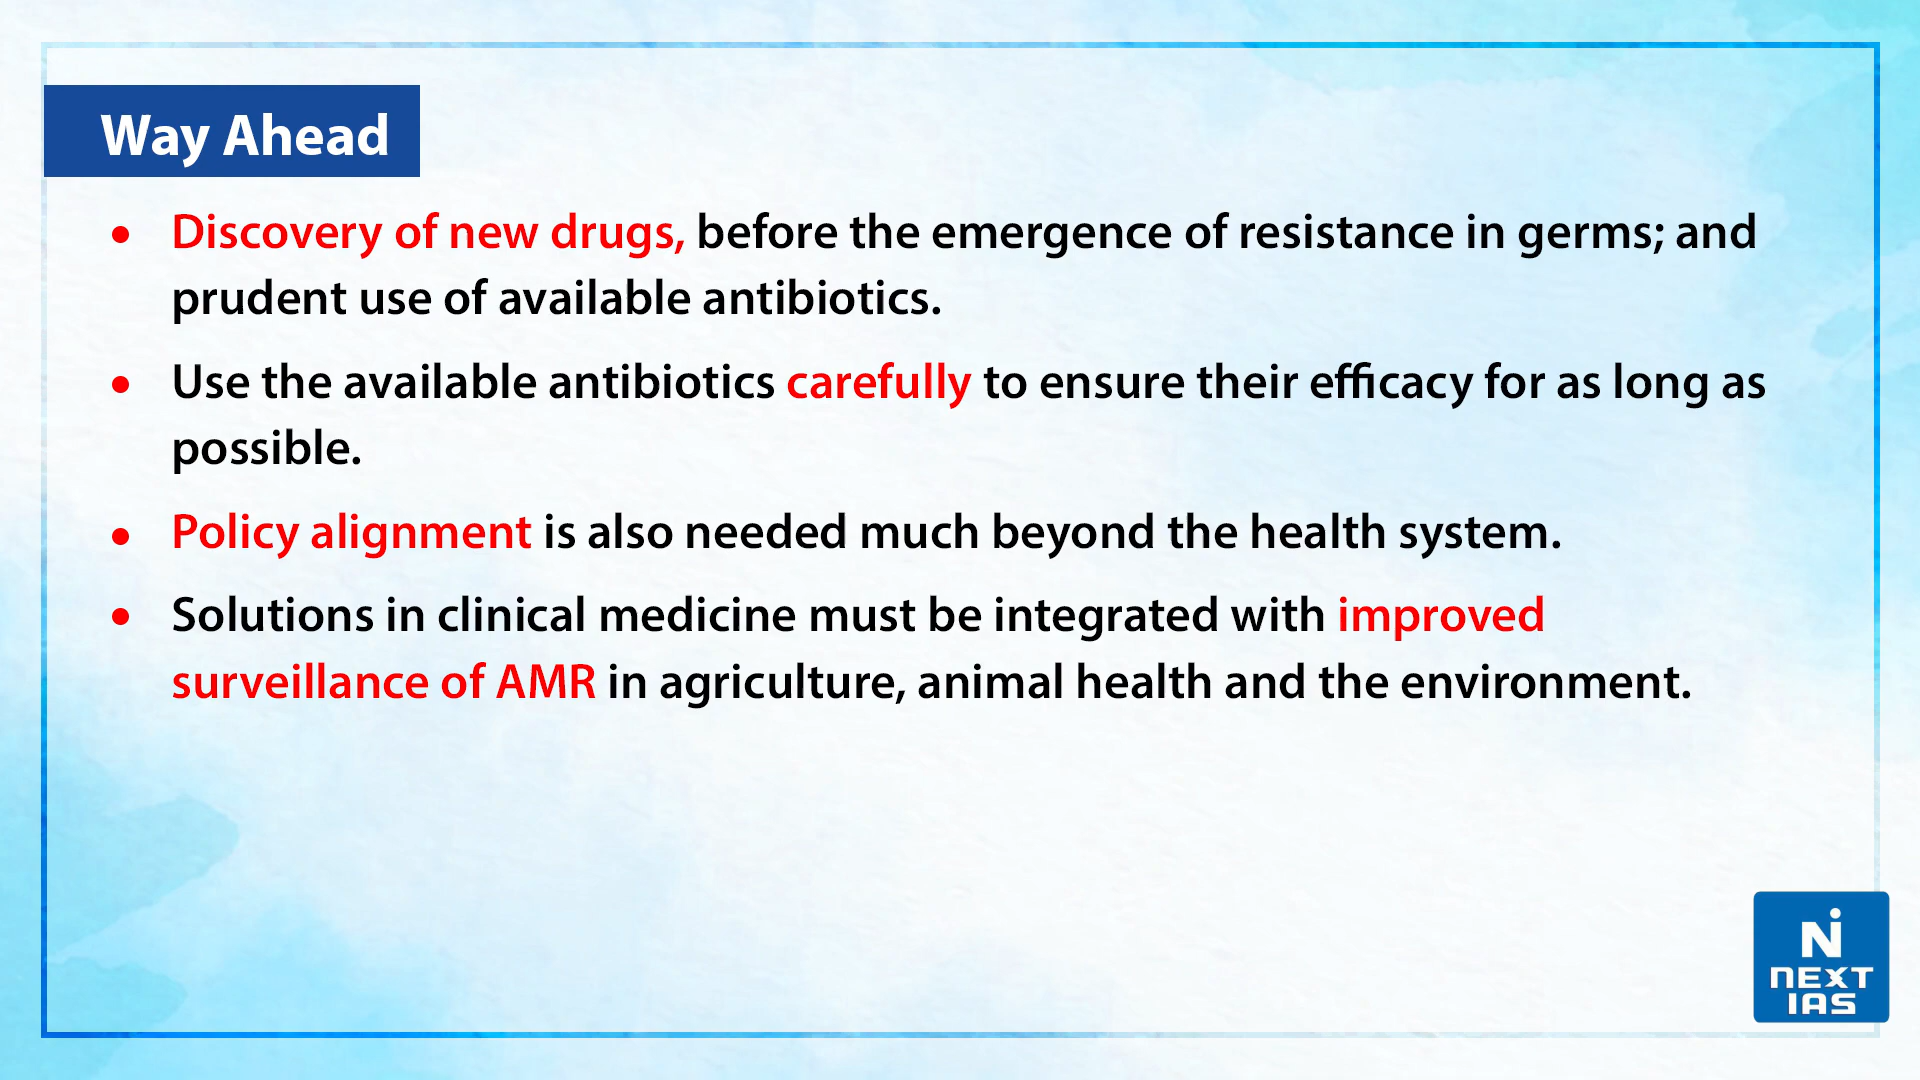 Way Ahead
• Discovery of new drugs, before the emergence of resistance in germs; and
prudent use of available antibiotics.
• Use the available antibiotics carefully to ensure their efficacy for as long as
possible.
• Policy alignment is also needed much beyond the health system.
• Solutions in clinical medicine must be integrated with improved
surveillance of AMR in agriculture, animal health and the environment.
N
NEXT
IAS